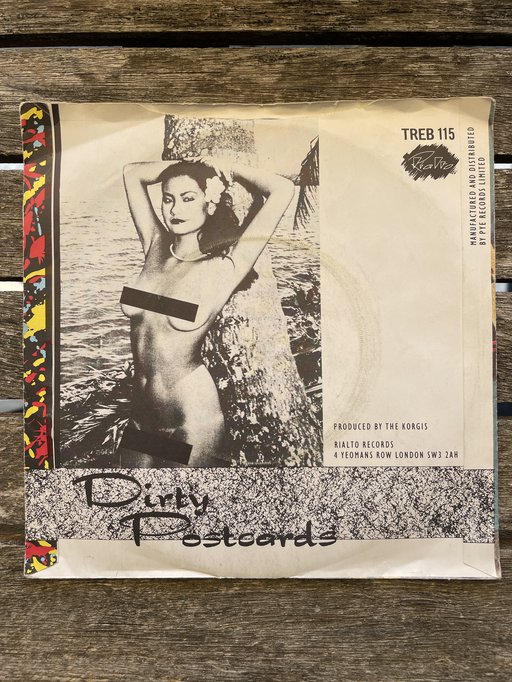 TREB 115
Rialto
MANUFACTURED AND DISTRIBUTED
BY PYE RECORDS LIMITED
PRODUCED BY THE KORGIS
RIALTO RECORDS
4 YEOMANS ROW LONDON SW3 2AH
Dirty
Postcards